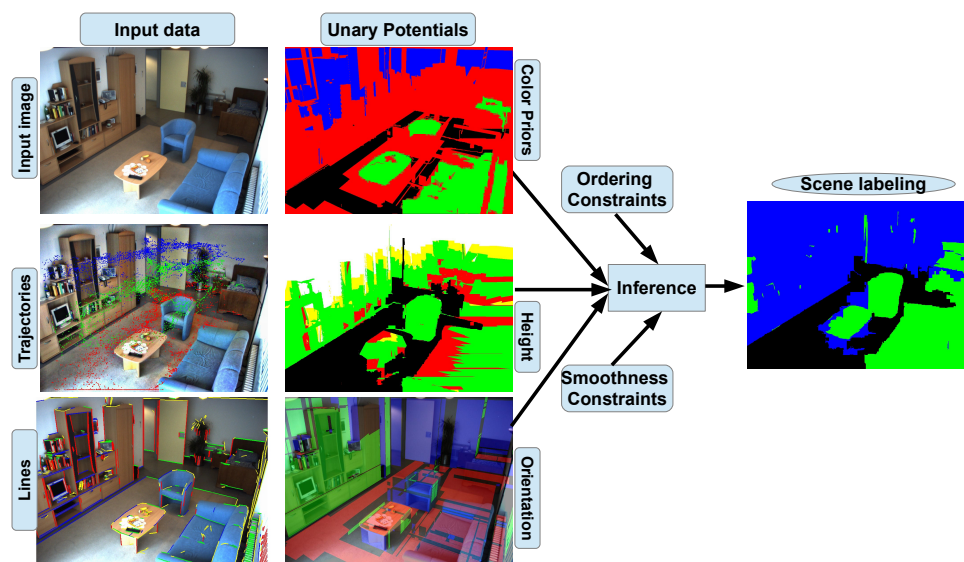 Input data
Unary Potentials
Input image
Color Priors
Ordering
Constraints
Scene labeling
Trajectories
Height
Inference
Smoothness
Constraints
Lines
Orientation